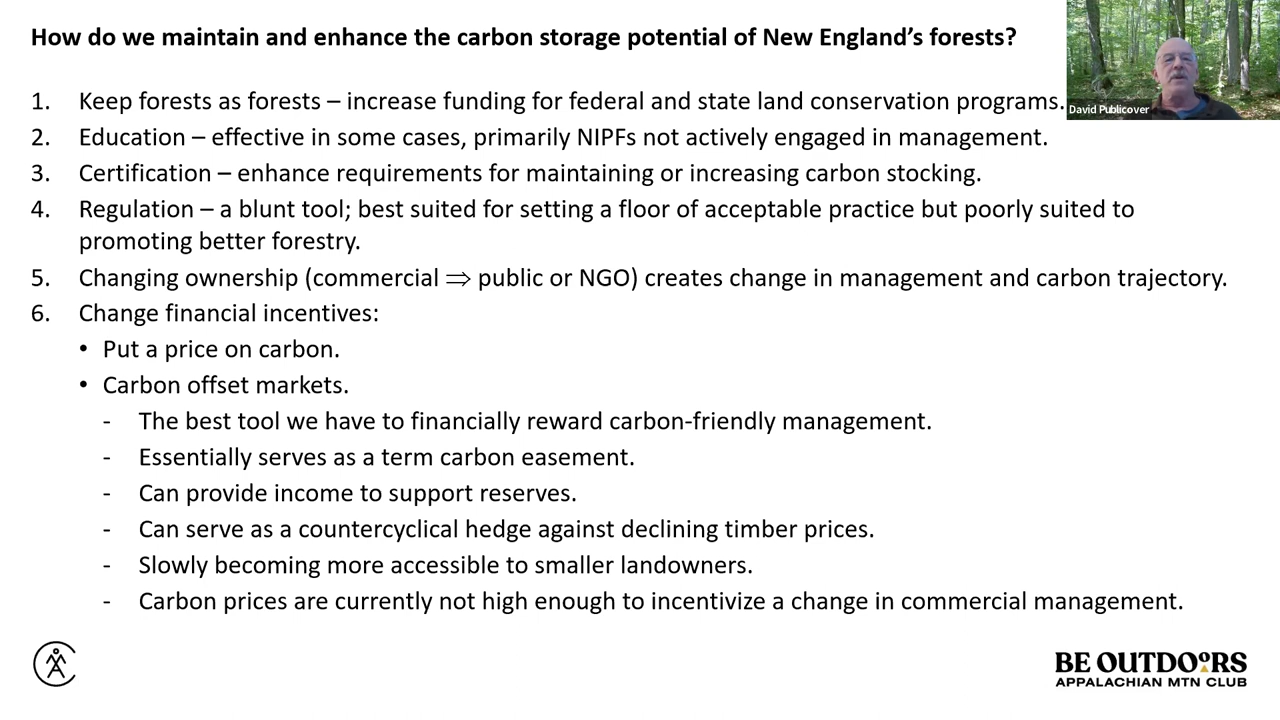 How do we maintain and enhance the carbon storage potential of New England's forests?
1. Keep forests as forests – increase funding for federal and state land conservation programs.
David Publicover
2. Education – effective in some cases, primarily NIPFs not actively engaged in management.
3. Certification – enhance requirements for maintaining or increasing carbon stocking.
4. Regulation – a blunt tool; best suited for setting a floor of acceptable practice but poorly suited to
promoting better forestry.
5. Changing ownership (commercial ⇒ public or NGO) creates change in management and carbon trajectory.
6. Change financial incentives:
• Put a price on carbon.
• Carbon offset markets.
- The best tool we have to financially reward carbon-friendly management.
- Essentially serves as a term carbon easement.
- Can provide income to support reserves.
- Can serve as a countercyclical hedge against declining timber prices.
- Slowly becoming more accessible to smaller landowners.
- Carbon prices are currently not high enough to incentivize a change in commercial management.
BE OUTDOORS
APPALACHIAN MTN CLUB